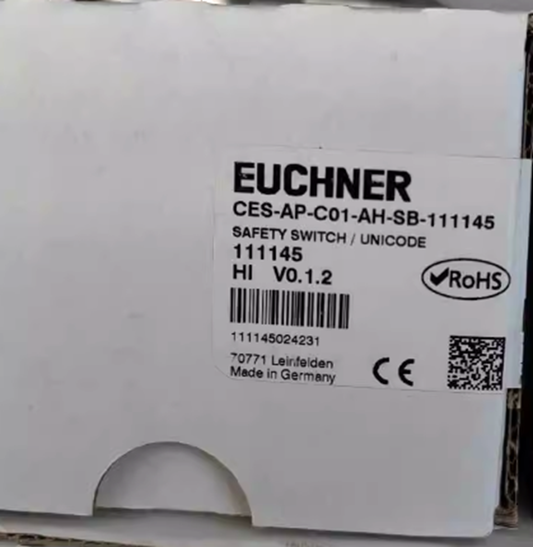 EUCHNER
CES-AP-C01-AH-SB-111145
SAFETY SWITCH / UNICODE
111145
HI V0.1.2
✓RoHS
111145024231
70771 Leinfelden
Made in Germany
CE